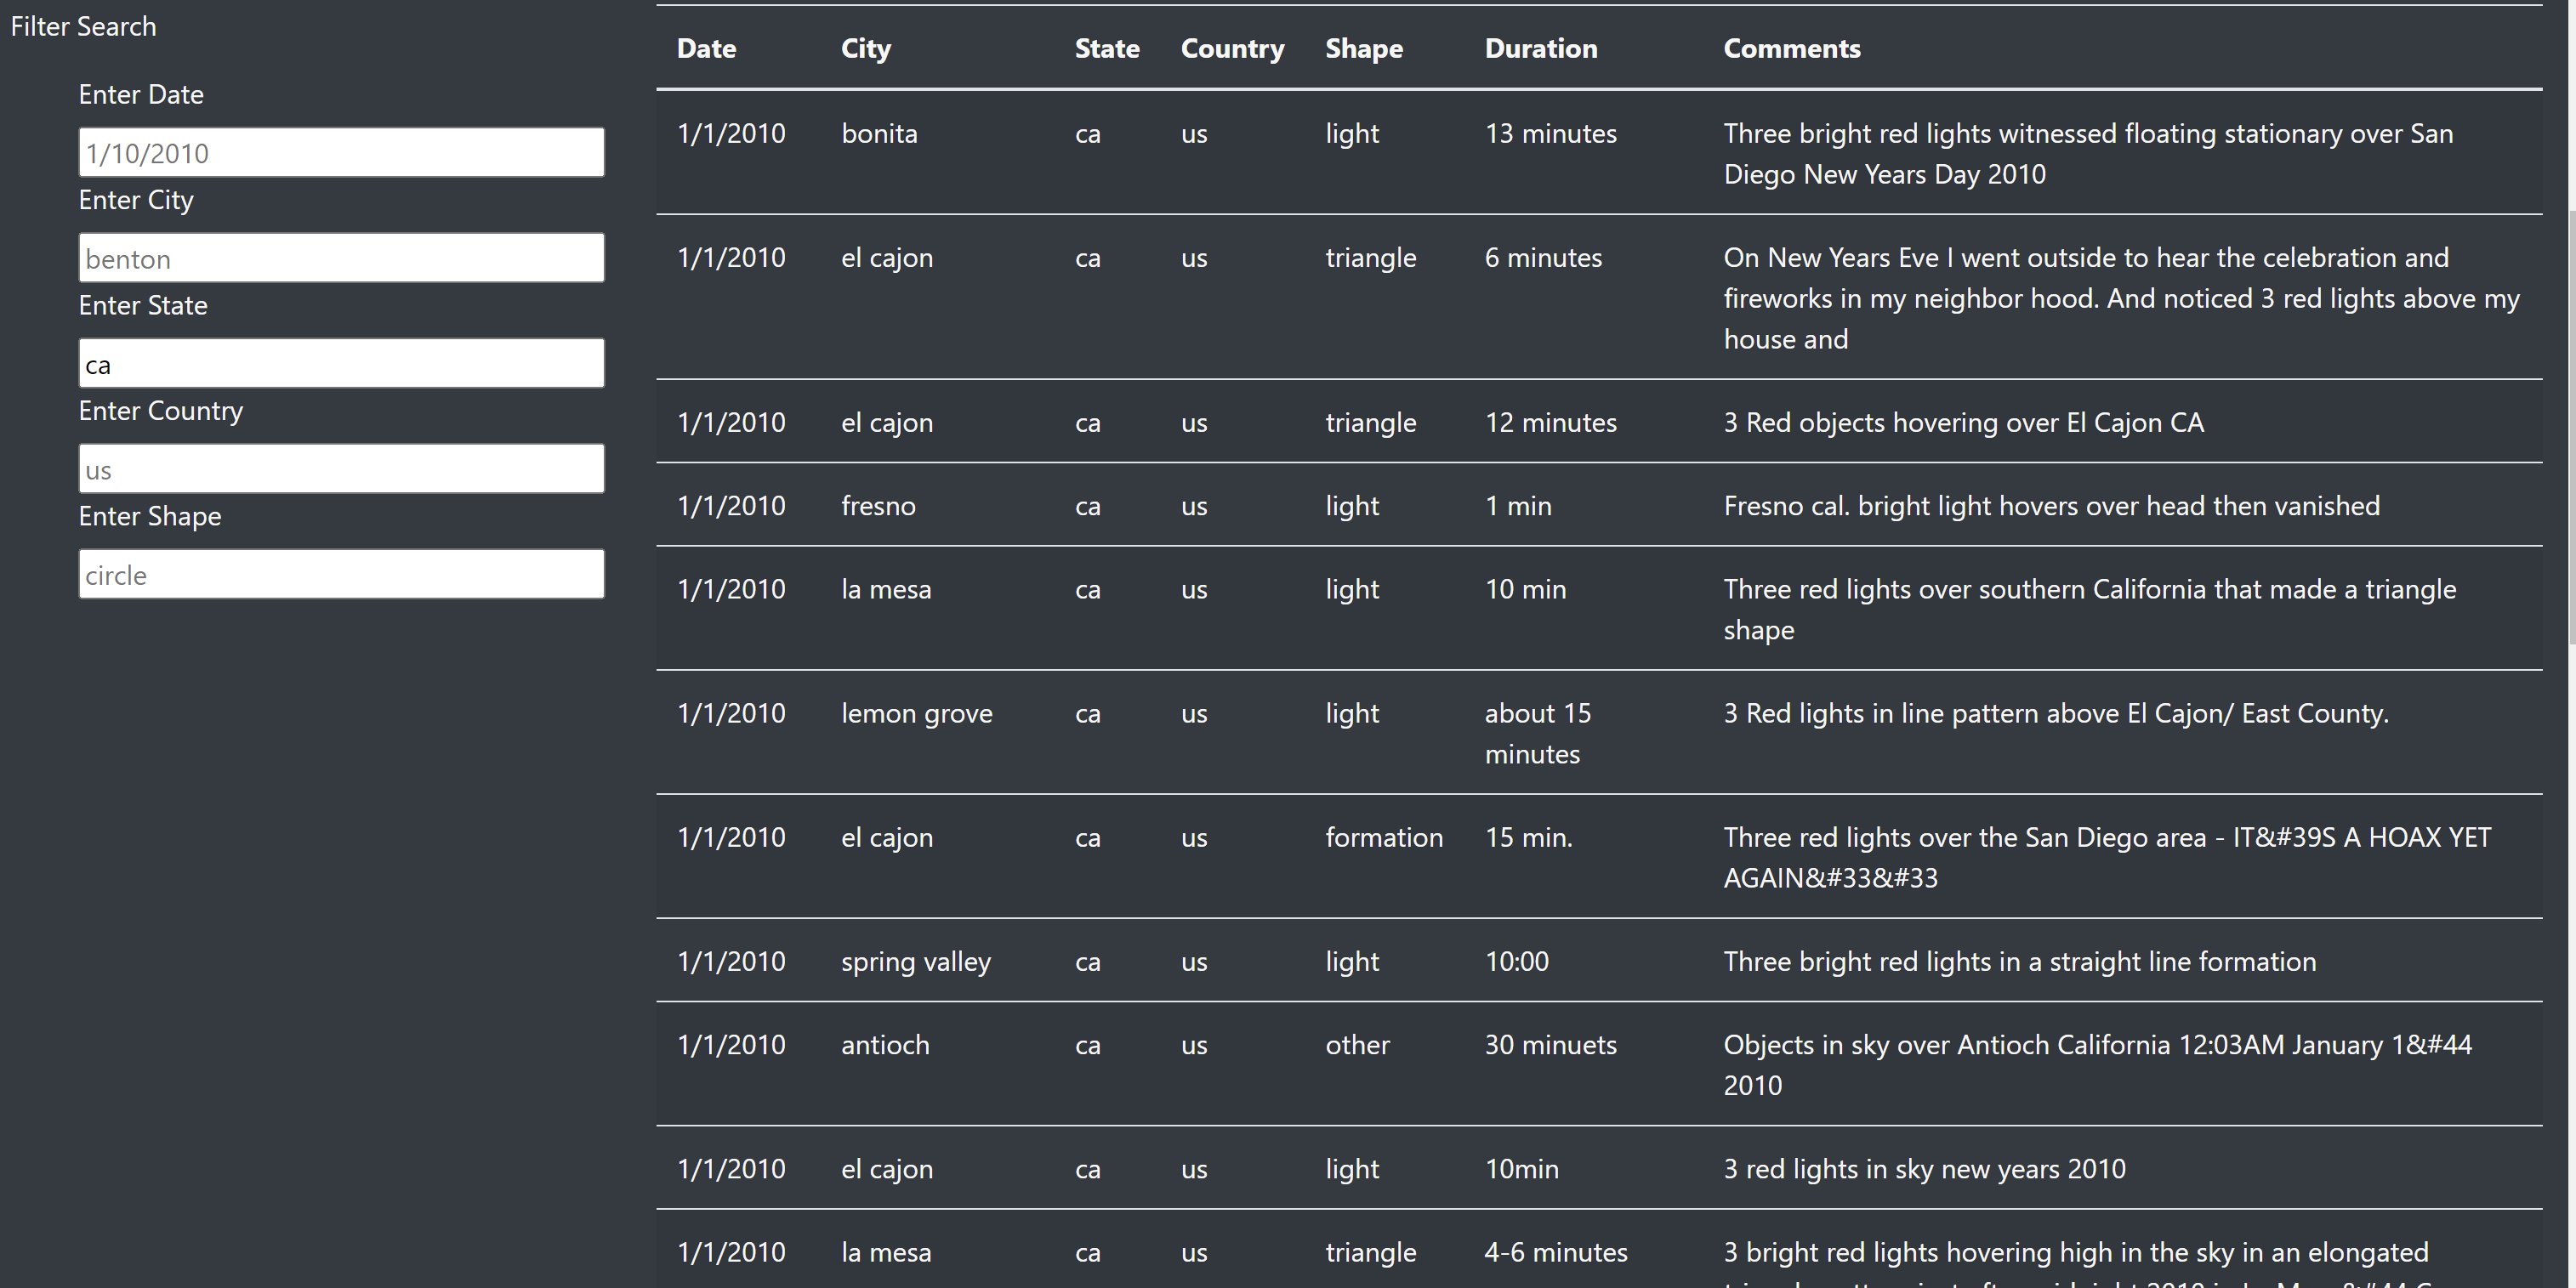 Filter Search
Enter Date
1/10/2010
Enter City
benton
Enter State
ca
Enter Country
us
Enter Shape
circle
Date City State Country Shape Duration Comments
1/1/2010 bonita ca us light 13 minutes Three bright red lights witnessed floating stationary over San
Diego New Years Day 2010
1/1/2010 el cajon ca us triangle 6 minutes On New Years Eve I went outside to hear the celebration and
fireworks in my neighbor hood. And noticed 3 red lights above my
house and
1/1/2010 el cajon ca us triangle 12 minutes 3 Red objects hovering over El Cajon CA
1/1/2010 fresno ca us light 1 min Fresno cal. bright light hovers over head then vanished
1/1/2010 la mesa ca us light 10 min Three red lights over southern California that made a triangle
shape
1/1/2010 lemon grove ca us light about 15 3 Red lights in line pattern above El Cajon/ East County.
minutes
1/1/2010 el cajon ca us formation 15 min. Three red lights over the San Diego area - IT&#39S A HOAX YET
AGAIN&#33&#33
1/1/2010 spring valley ca us light 10:00 Three bright red lights in a straight line formation
1/1/2010 antioch ca us other 30 minuets Objects in sky over Antioch California 12:03AM January 1&#44
2010
1/1/2010 el cajon ca us light 10min 3 red lights in sky new years 2010
1/1/2010 la mesa ca us triangle 4-6 minutes 3 bright red lights hovering high in the sky in an elongated